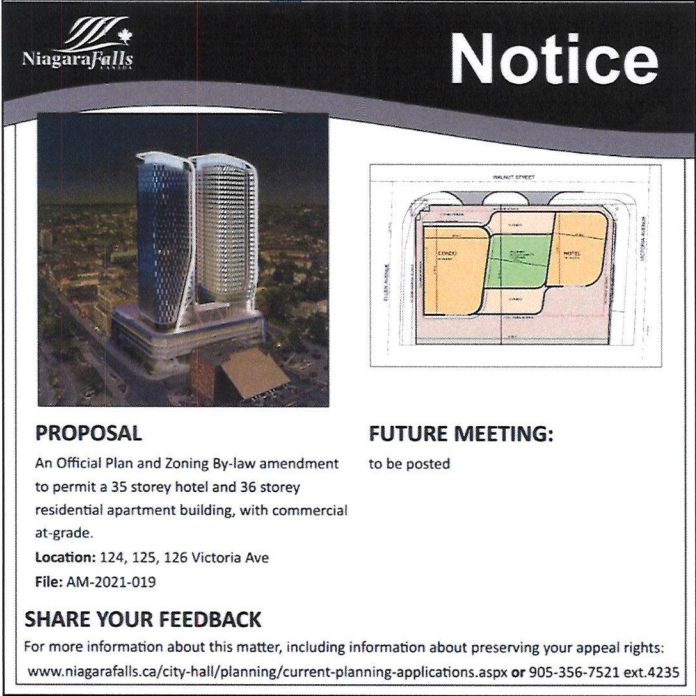 NiagaraFalls
CANADA
Notice
WALNUT STREET
ELLEN AVENUE
VICTORIA AVENUE
CONDO
HOTEL
PROPOSAL
An Official Plan and Zoning By-law amendment
to permit a 35 storey hotel and 36 storey
residential apartment building, with commercial
at-grade.
Location: 124, 125, 126 Victoria Ave
File: AM-2021-019
FUTURE MEETING:
to be posted
SHARE YOUR FEEDBACK
For more information about this matter, including information about preserving your appeal rights:
www.niagarafalls.ca/city-hall/planning/current-planning-applications.aspx or 905-356-7521 ext.4235